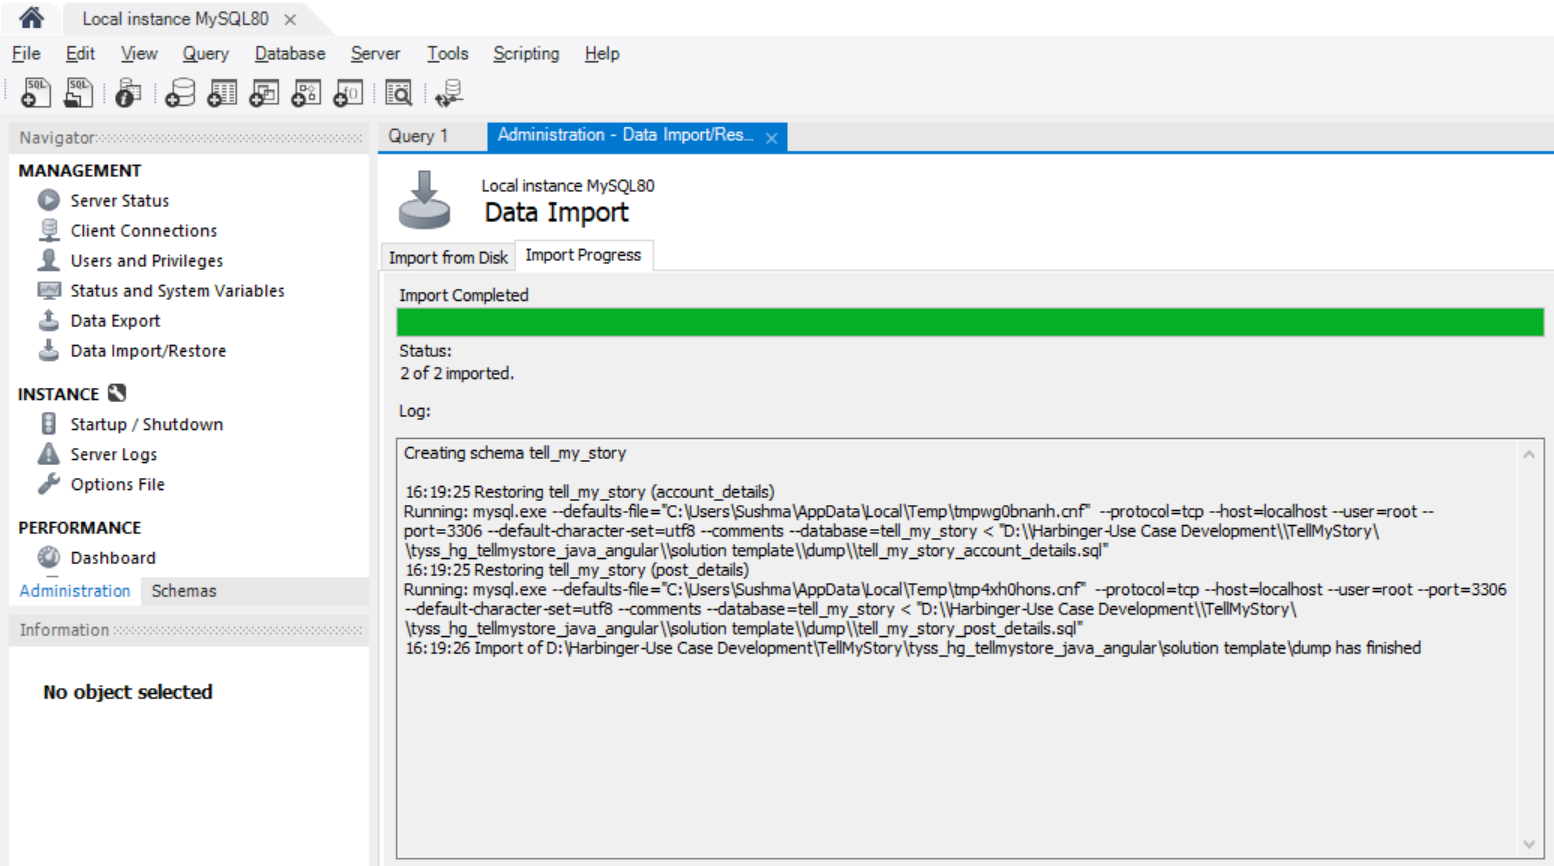 Local instance MySQL80
File Edit View Query Database Server Tools Scripting Help
SQL SQL
Navigator
MANAGEMENT
Server Status
Client Connections
Users and Privileges
Status and System Variables
Data Export
Data Import/Restore
INSTANCE
Startup / Shutdown
Server Logs
Options File
PERFORMANCE
Dashboard
Administration Schemas
Information
No object selected
Query 1 Administration - Data Import/Res...
Local instance MySQL80
Data Import
Import from Disk Import Progress
Import Completed
Status:
2 of 2 imported.
Log:
Creating schema tell_my_story
16:19:25 Restoring tell_my_story (account_details)
Running: mysql.exe --defaults-file="C:\Users\Sushma\AppData\Local\Temp\tmpwg0bnanh.cnf" --protocol=tcp --host=localhost --user=root --
port=3306 --default-character-set=utf8 --comments --database=tell_my_story < "D:\\Harbinger-Use Case Development\\TellMyStory\
\tyss_hg_tellmystore_java_angular\\solution template\\dump\\tell_my_story_account_details.sql"
16:19:25 Restoring tell_my_story (post_details)
Running: mysql.exe --defaults-file="C:\Users\Sushma\AppData\Local\Temp\tmp4xh0hons.cnf" --protocol=tcp --host=localhost --user=root --port=3306
--default-character-set=utf8 --comments --database=tell_my_story < "D:\\Harbinger-Use Case Development\\TellMyStory\
\tyss_hg_tellmystore_java_angular\\solution template\\dump\\tell_my_story_post_details.sql"
16:19:26 Import of D:\Harbinger-Use Case Development\TellMyStory\tyss_hg_tellmystore_java_angular\solution template\dump has finished